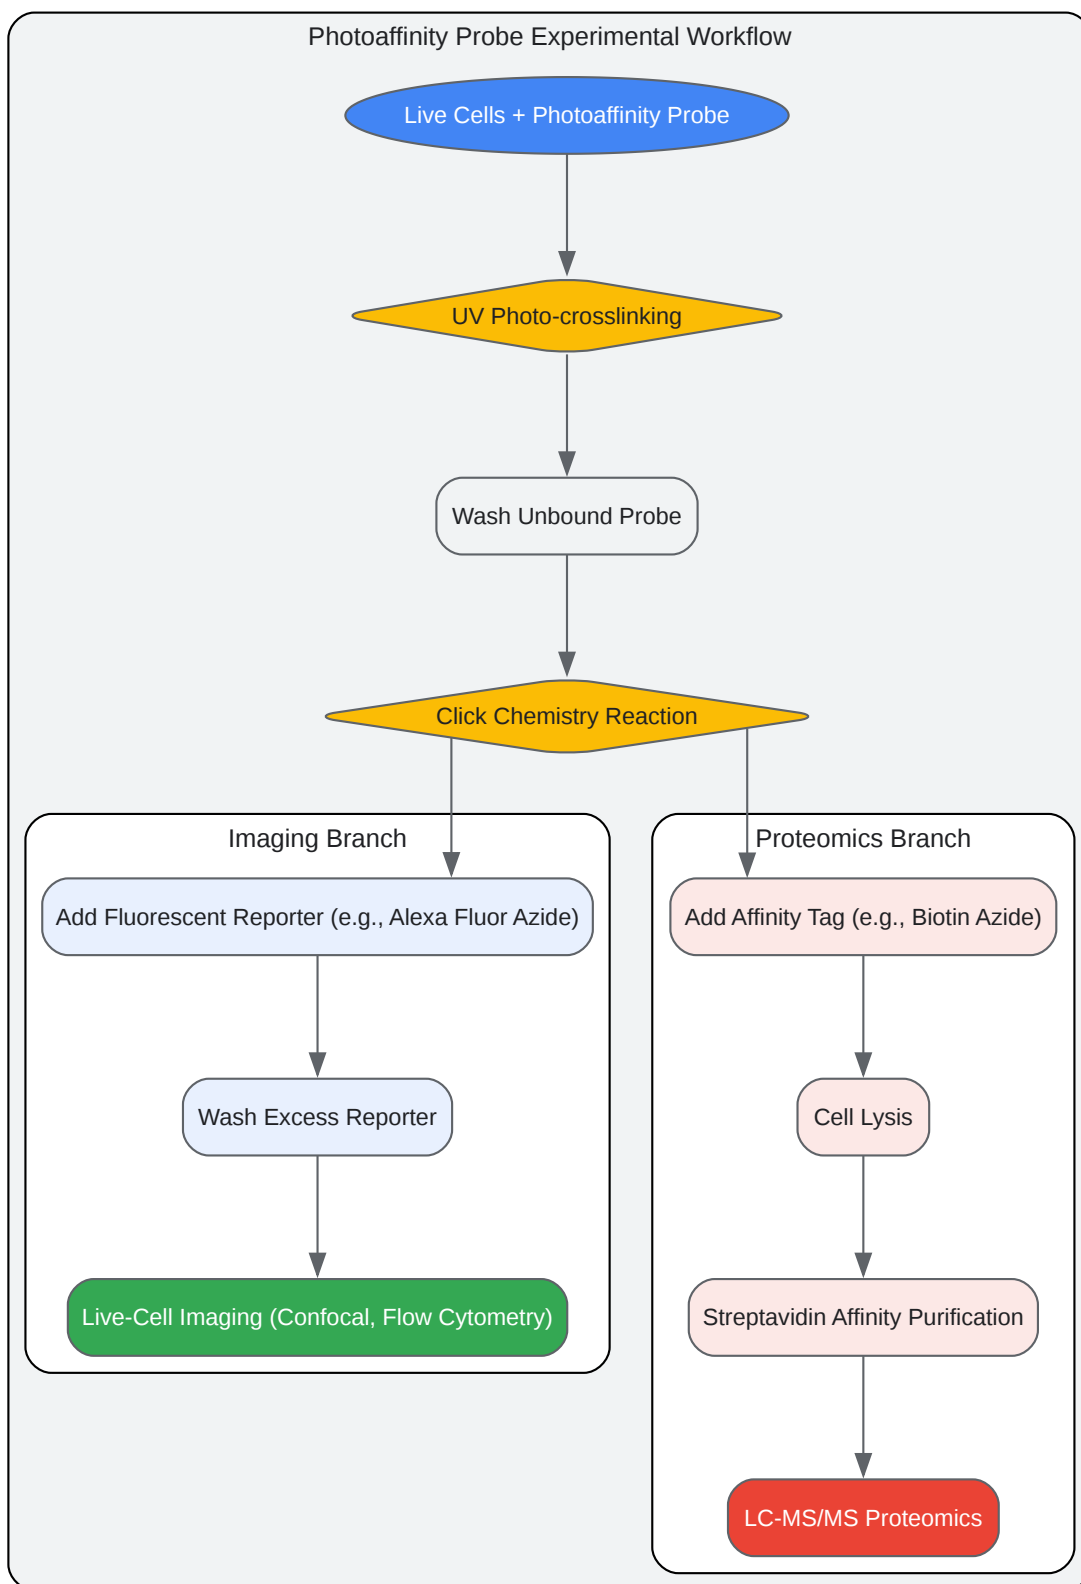 Photoaffinity Probe Experimental Workflow
Live Cells + Photoaffinity Probe
UV Photo-crosslinking
Wash Unbound Probe
Click Chemistry Reaction
Imaging Branch
Add Fluorescent Reporter (e.g., Alexa Fluor Azide)
Wash Excess Reporter
Live-Cell Imaging (Confocal, Flow Cytometry)
Proteomics Branch
Add Affinity Tag (e.g., Biotin Azide)
Cell Lysis
Streptavidin Affinity Purification
LC-MS/MS Proteomics